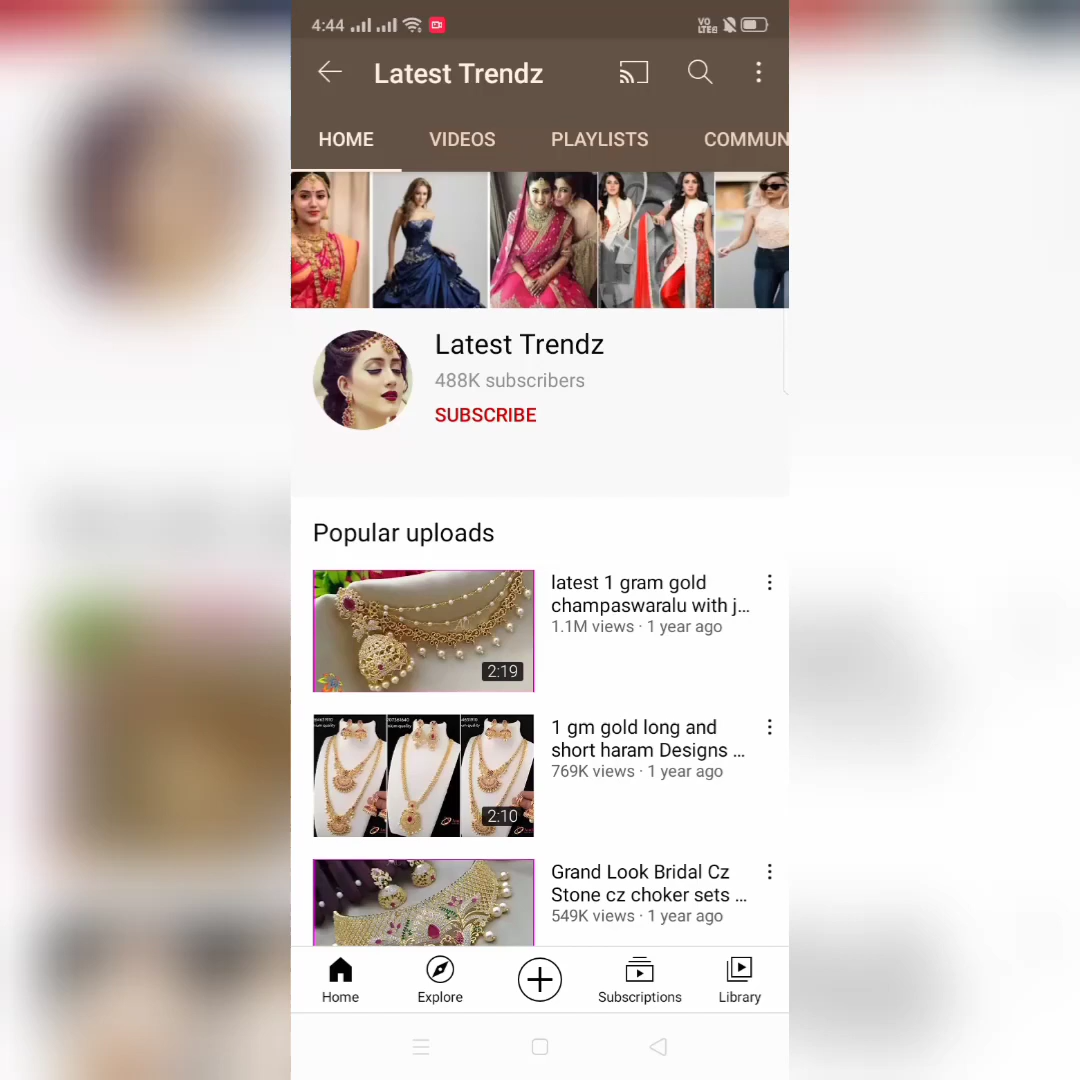 4:44
VO
LTE
Latest Trendz
HOME VIDEOS PLAYLISTS COMMUN
Latest Trendz
488K subscribers
SUBSCRIBE
Popular uploads
latest 1 gram gold
champaswaralu with j...
1.1M views · 1 year ago
2:19
1 gm gold long and
short haram Designs ...
769K views · 1 year ago
2:10
Grand Look Bridal Cz
Stone cz choker sets ...
549K views · 1 year ago
Home Explore Subscriptions Library